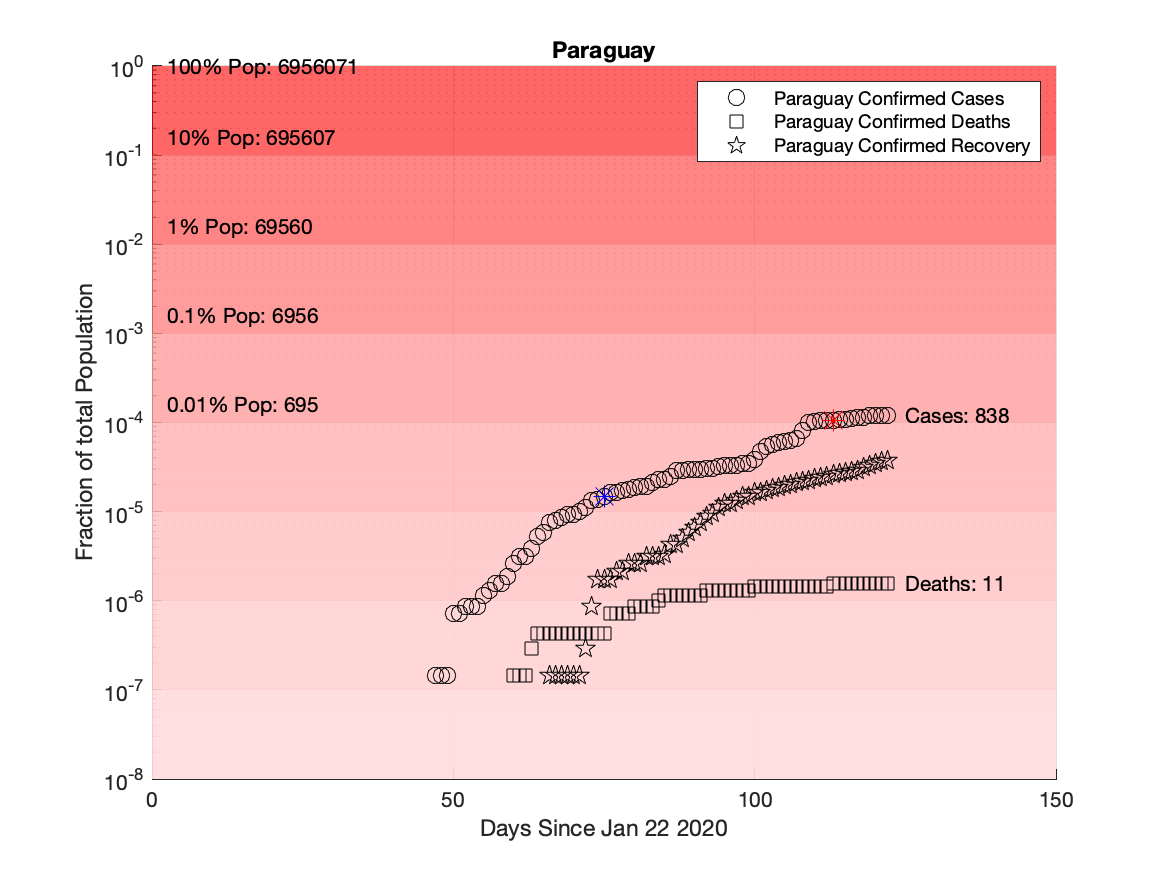 Paraguay
10^0
10^-1
10^-2
10^-3
10^-4
10^-5
10^-6
10^-7
10^-8
Fraction of total Population
100% Pop: 6956071
10% Pop: 695607
1% Pop: 69560
0.1% Pop: 6956
0.01% Pop: 695
Paraguay Confirmed Cases
Paraguay Confirmed Deaths
Paraguay Confirmed Recovery
Cases: 838
Deaths: 11
0 50 100 150
Days Since Jan 22 2020